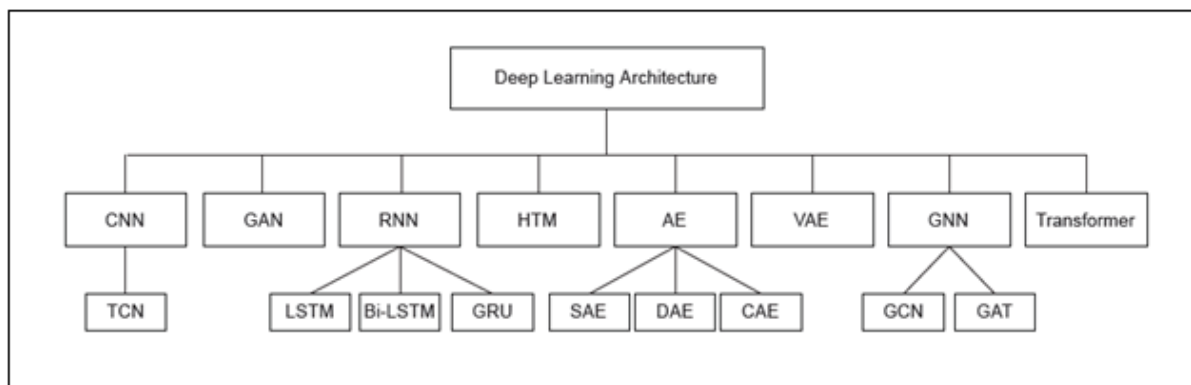 Deep Learning Architecture
CNN
GAN
RNN
HTM
AE
VAE
GNN
Transformer
TCN
LSTM
Bi-LSTM
GRU
SAE
DAE
CAE
GCN
GAT